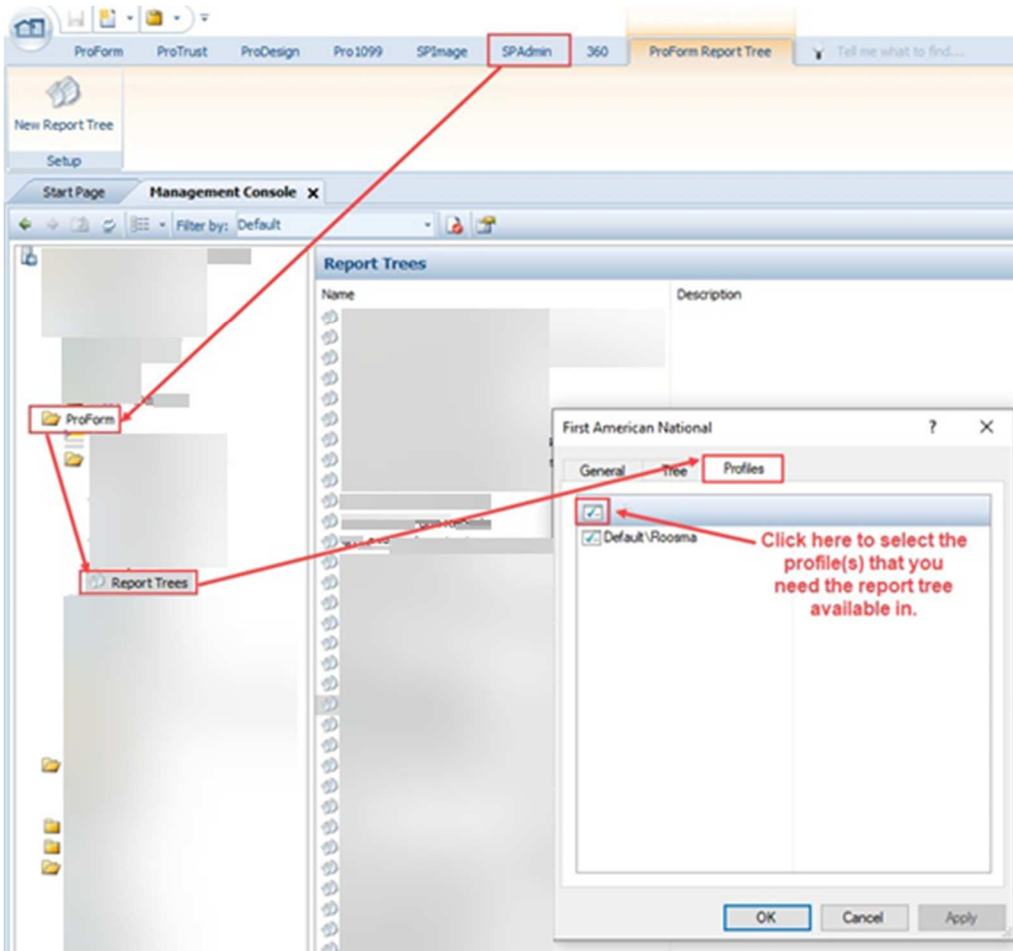 ProForm ProTrust ProDesign Pro1099 SPImage SPAdmin 360 ProForm Report Tree Tell me what to find....
New Report Tree
Setup
Start Page Management Console x
Filter by: Default
Report Trees
Name Description
ProForm
First American National ? X
General Tree Profiles
Default\Roosma
Click here to select the
profile(s) that you
need the report tree
available in.
Report Trees
OK Cancel Apply